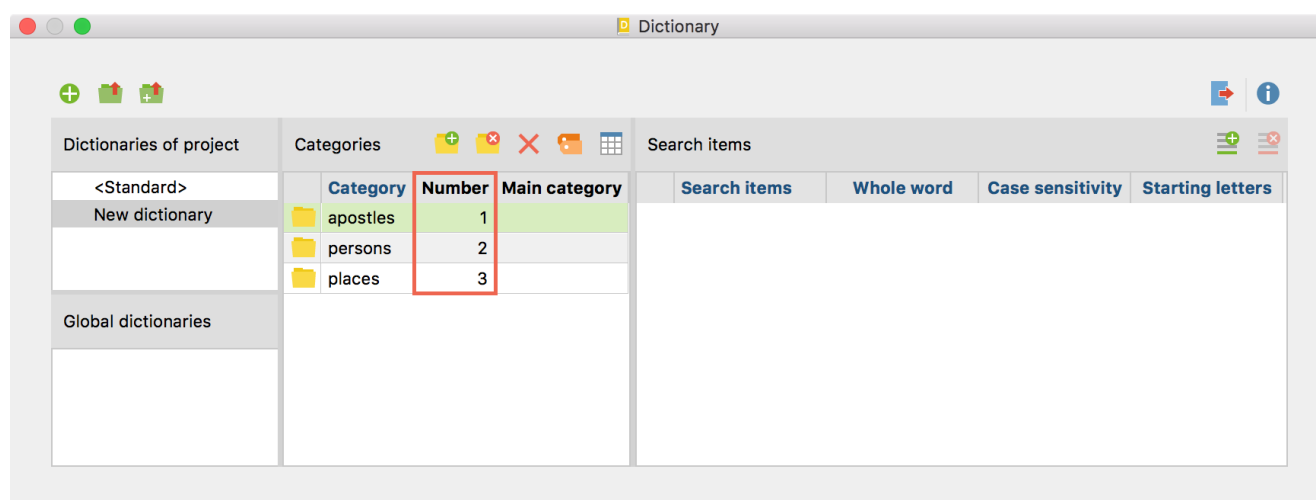 Dictionary
Dictionaries of project
Categories
Search items
<Standard>
New dictionary
Category Number Main category
apostles 1
persons 2
places 3
Search items Whole word Case sensitivity Starting letters
Global dictionaries